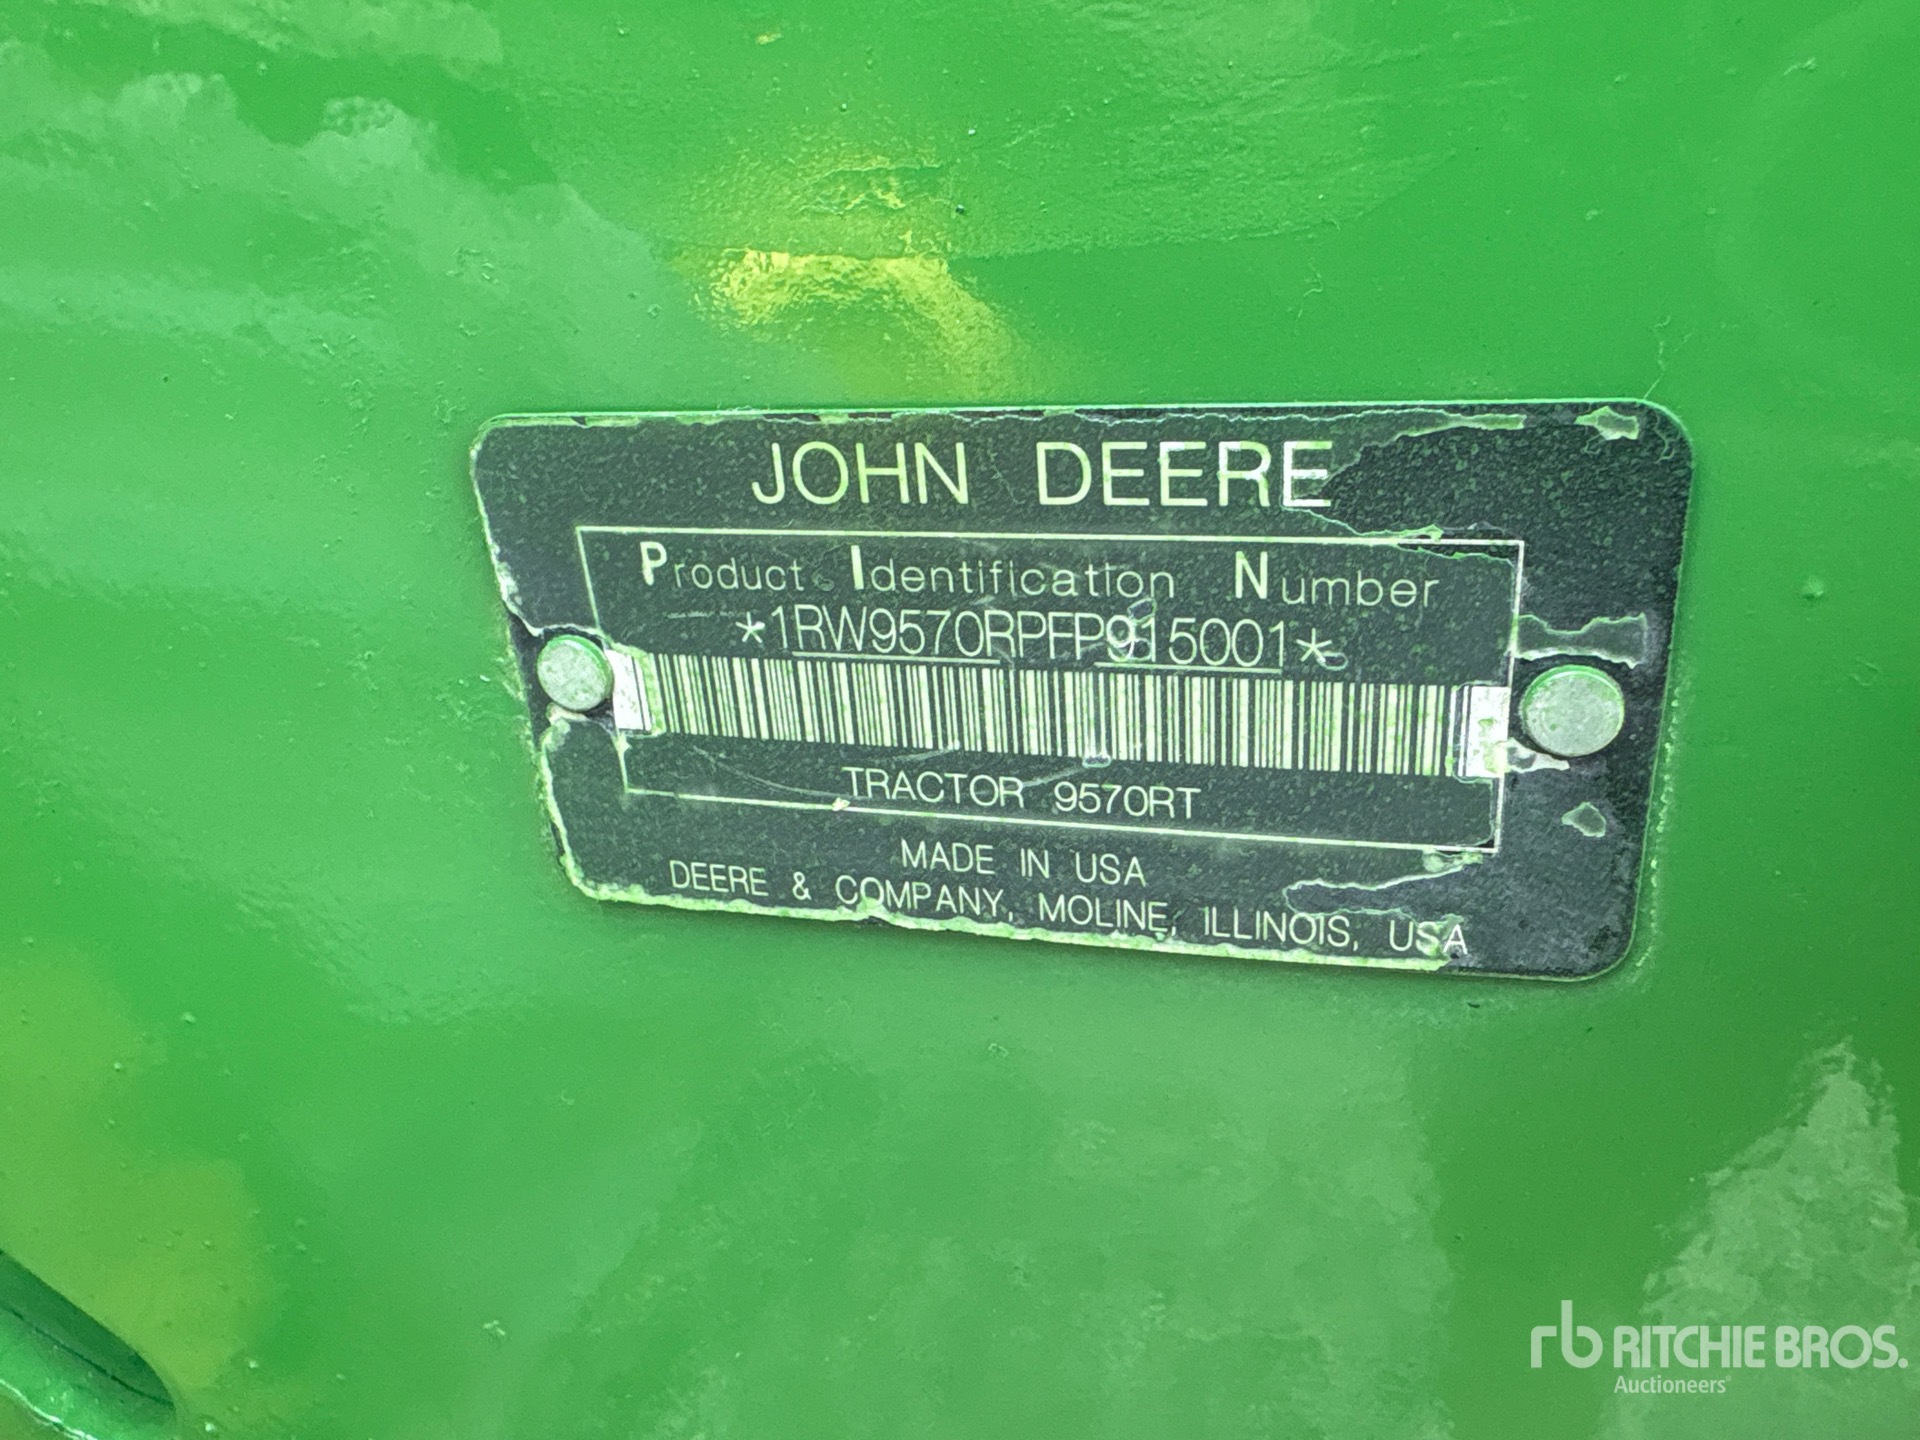 JOHN DEERE
Product Identification Number
*1RW9570RPFP915001*
TRACTOR 9570RT
MADE IN USA
DEERE & COMPANY, MOLINE, ILLINOIS, USA
rb RITCHIE BROS.
Auctioneers